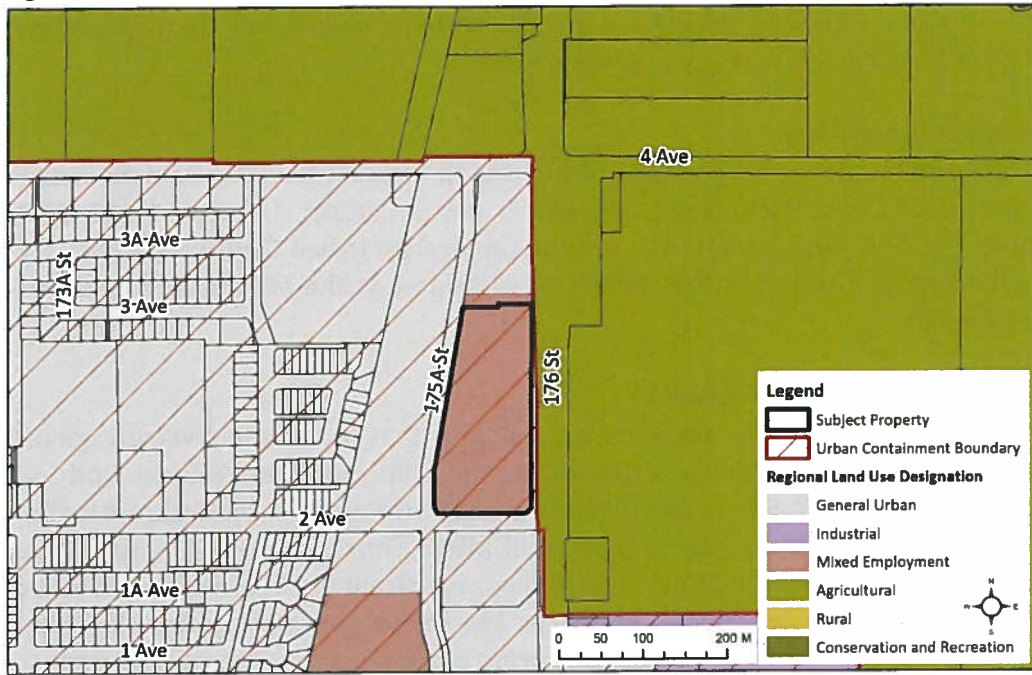 4 Ave
3A-Ave
173A-St
3-Ave
175A-St
176 St
2 Ave
1A-Ave
1 Ave
Legend
Subject Property
Urban Containment Boundary
Regional Land Use Designation
General Urban
Industrial
Mixed Employment
Agricultural
Rural
Conservation and Recreation
N
W
E
S
0 50 100 200 M